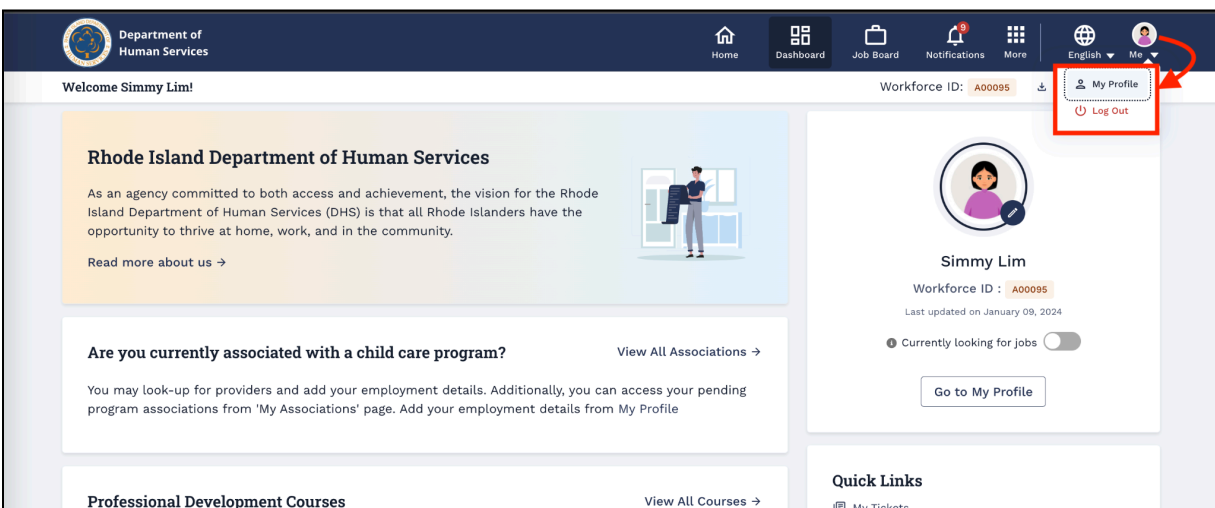 Department of
Human Services
Home
Dashboard
Job Board
9
Notifications
More
English
Me
Welcome Simmy Lim!
Workforce ID: A00095
My Profile
Log Out
Rhode Island Department of Human Services
As an agency committed to both access and achievement, the vision for the Rhode
Island Department of Human Services (DHS) is that all Rhode Islanders have the
opportunity to thrive at home, work, and in the community.
Read more about us →
Simmy Lim
Workforce ID : A00095
Last updated on January 09, 2024
Currently looking for jobs
Go to My Profile
Are you currently associated with a child care program?
View All Associations →
You may look-up for providers and add your employment details. Additionally, you can access your pending
program associations from 'My Associations' page. Add your employment details from My Profile
Professional Development Courses
View All Courses →
Quick Links
My Tickets